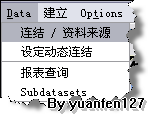 Data 建立 Options
连结 / 资料来源
设定动态连结
报表查询
Subdatasets
By yuanfen127